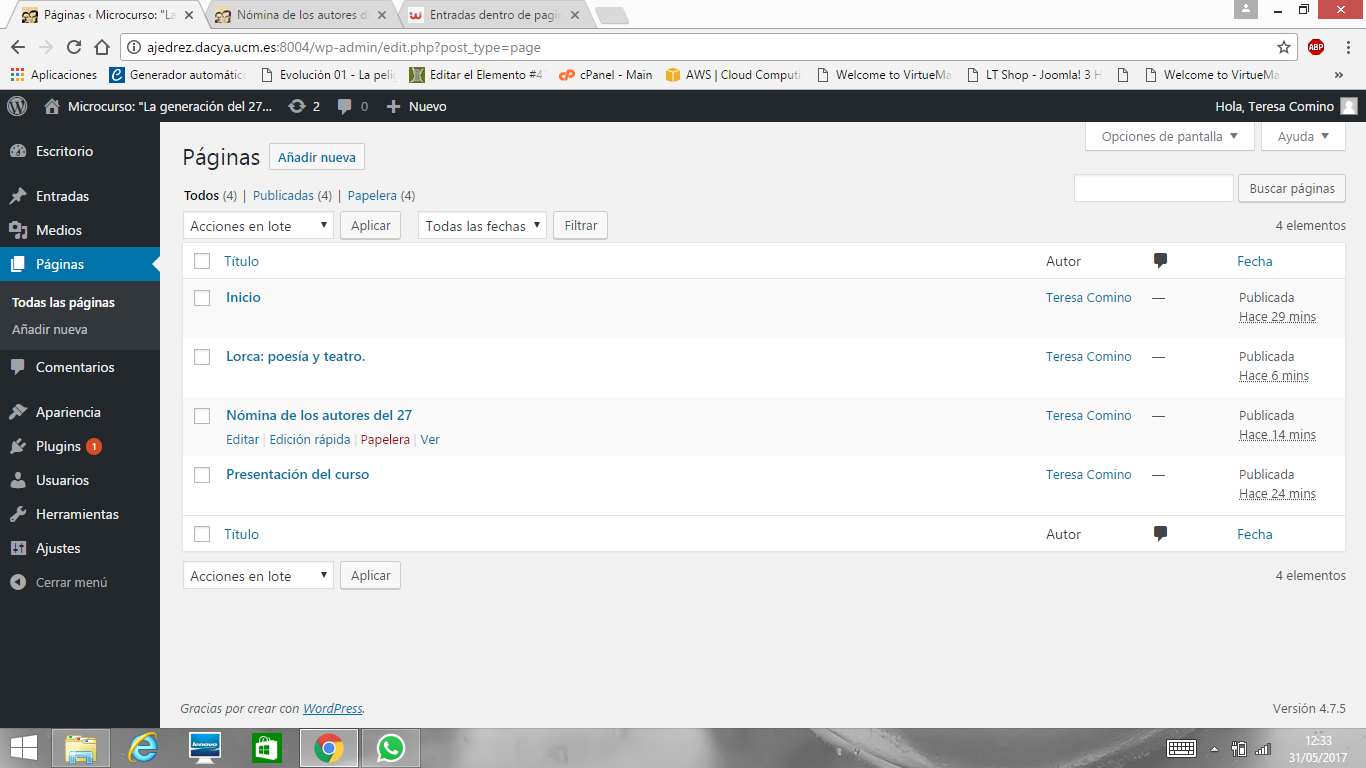 Páginas ‹ Microcurso: "La
Nómina de los autores d
Entradas dentro de pagin
ajedrez.dacya.ucm.es:8004/wp-admin/edit.php?post_type=page
ABP
Aplicaciones
Generador automátic
Evolución 01 - La peli
Editar el Elemento #4
cPanel - Main
AWS | Cloud Computi
Welcome to VirtueMa
LT Shop - Joomla! 3 H
Welcome to VirtueMa
»
Microcurso: "La generación del 27... 2 0 Nuevo
Hola, Teresa Comino
Escritorio
Entradas
Medios
Páginas
Todas las páginas
Añadir nueva
Comentarios
Apariencia
Plugins 1
Usuarios
Herramientas
Ajustes
Cerrar menú
Opciones de pantalla
Ayuda
Páginas Añadir nueva
Todos (4) | Publicadas (4) | Papelera (4)
Buscar páginas
Acciones en lote Aplicar Todas las fechas Filtrar 4 elementos
Título Autor Fecha
Inicio Teresa Comino — Publicada
Hace 29 mins
Lorca: poesía y teatro. Teresa Comino — Publicada
Hace 6 mins
Nómina de los autores del 27 Teresa Comino — Publicada
Editar | Edición rápida | Papelera | Ver Hace 14 mins
Presentación del curso Teresa Comino — Publicada
Hace 24 mins
Título Autor Fecha
Acciones en lote Aplicar 4 elementos
Gracias por crear con WordPress. Versión 4.7.5
lenovo
12:33
31/05/2017